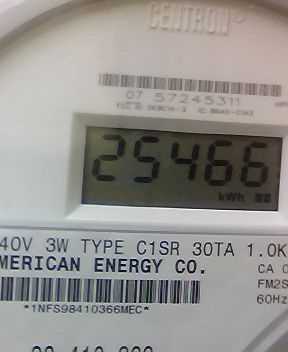 CENTRON®
07 57245311
25466
kWh
40V 3W TYPE C1SR 30TA 1.0K
MERICAN ENERGY CO.
CA 0
FM2S
60Hz
*1NFS98410366MEC*